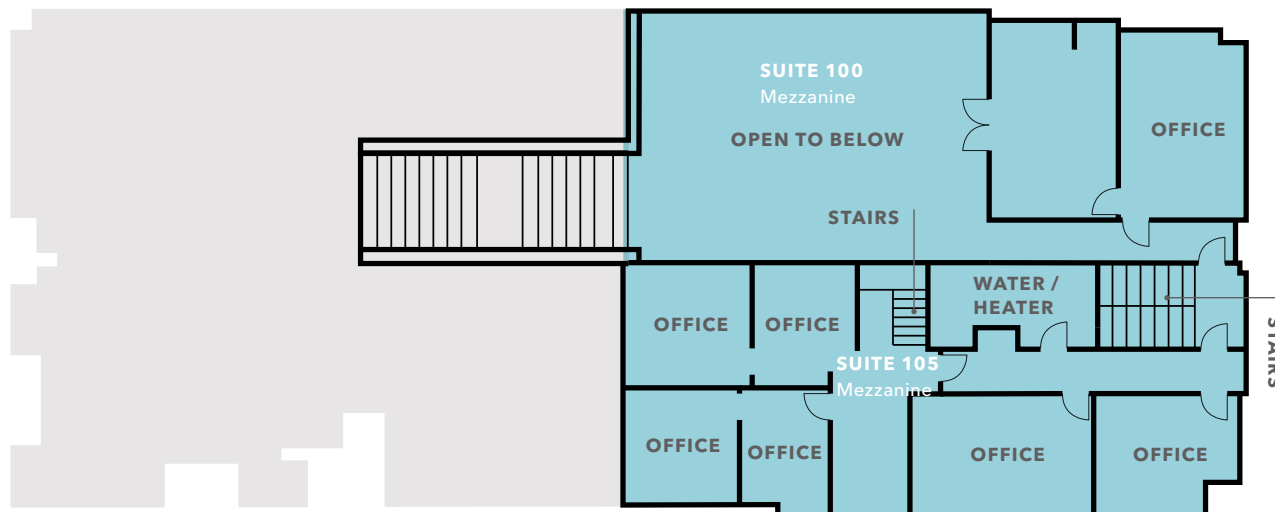 SUITE 100
Mezzanine
OPEN TO BELOW
OFFICE
STAIRS
WATER /
HEATER
OFFICE
OFFICE
STAIRS
SUITE 105
Mezzanine
OFFICE
OFFICE
OFFICE
OFFICE